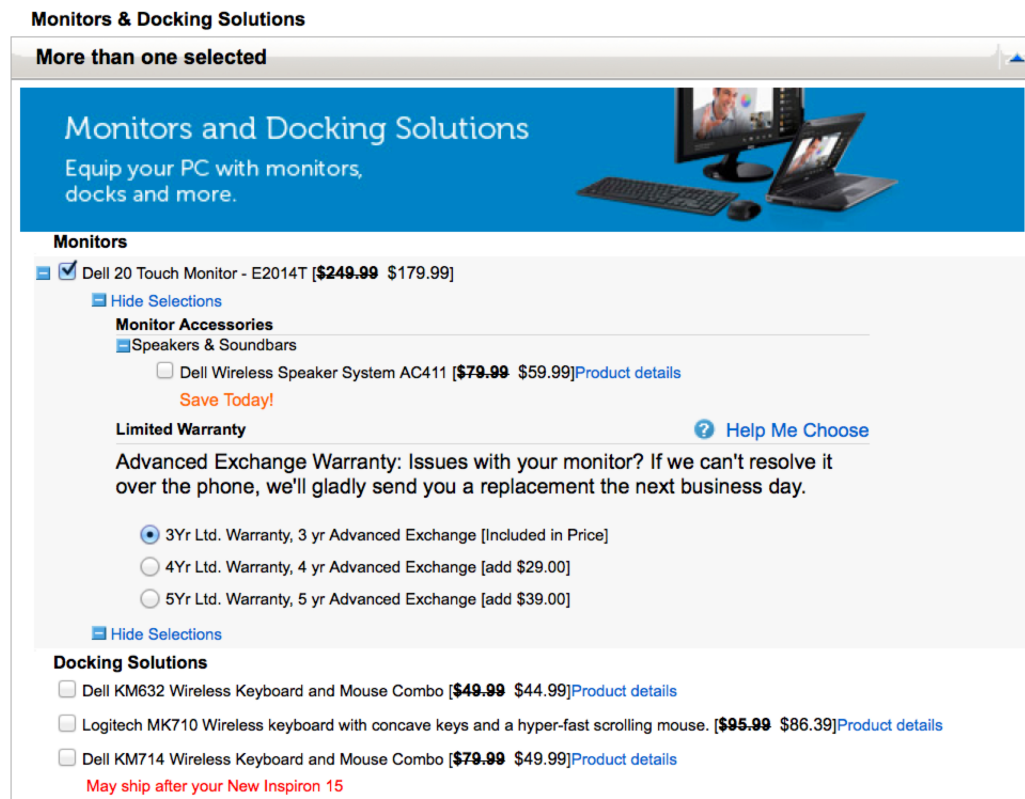 Monitors & Docking Solutions
More than one selected
Monitors and Docking Solutions
Equip your PC with monitors,
docks and more.
Monitors
Dell 20 Touch Monitor - E2014T [$249.99 $179.99]
Hide Selections
Monitor Accessories
Speakers & Soundbars
Dell Wireless Speaker System AC411 [$79.99 $59.99]Product details
Save Today!
Limited Warranty
? Help Me Choose
Advanced Exchange Warranty: Issues with your monitor? If we can't resolve it
over the phone, we'll gladly send you a replacement the next business day.
3Yr Ltd. Warranty, 3 yr Advanced Exchange [Included in Price]
4Yr Ltd. Warranty, 4 yr Advanced Exchange [add $29.00]
5Yr Ltd. Warranty, 5 yr Advanced Exchange [add $39.00]
Hide Selections
Docking Solutions
Dell KM632 Wireless Keyboard and Mouse Combo [$49.99 $44.99]Product details
Logitech MK710 Wireless keyboard with concave keys and a hyper-fast scrolling mouse. [$95.99 $86.39]Product details
Dell KM714 Wireless Keyboard and Mouse Combo [$79.99 $49.99]Product details
May ship after your New Inspiron 15